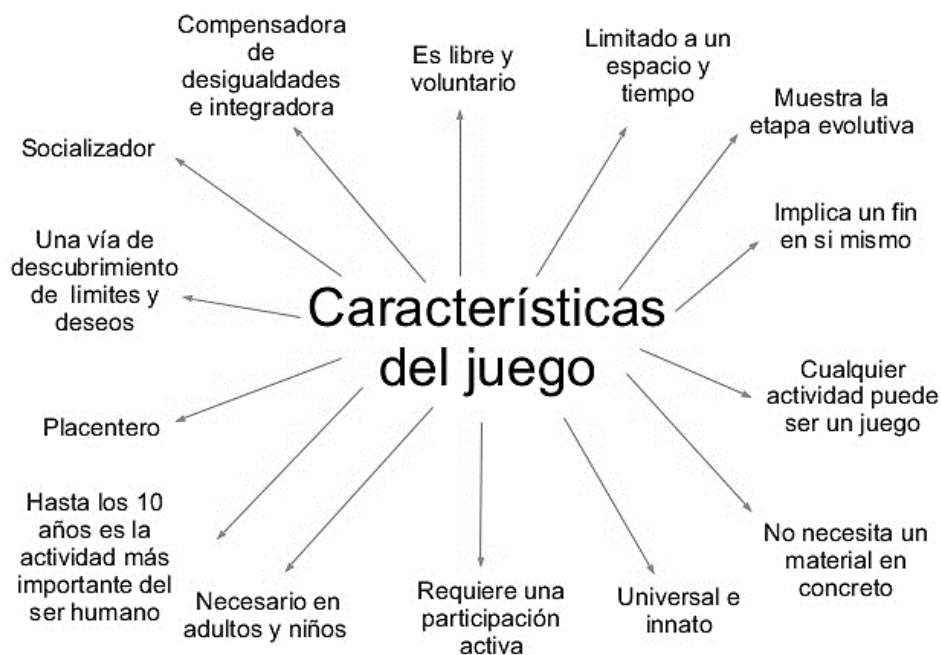 Compensadora
de
desigualdades
e integradora
Es libre y
voluntario
Limitado a un
espacio y
tiempo
Muestra la
etapa evolutiva
Socializador
Implica un fin
en si mismo
Una vía de
descubrimiento
de limites y
deseos
Características
del juego
Cualquier
actividad puede
ser un juego
Placentero
Hasta los 10
años es la
actividad más
importante del
ser humano
Necesario en
adultos y niños
Requiere una
participación
activa
Universal e
innato
No necesita un
material en
concreto